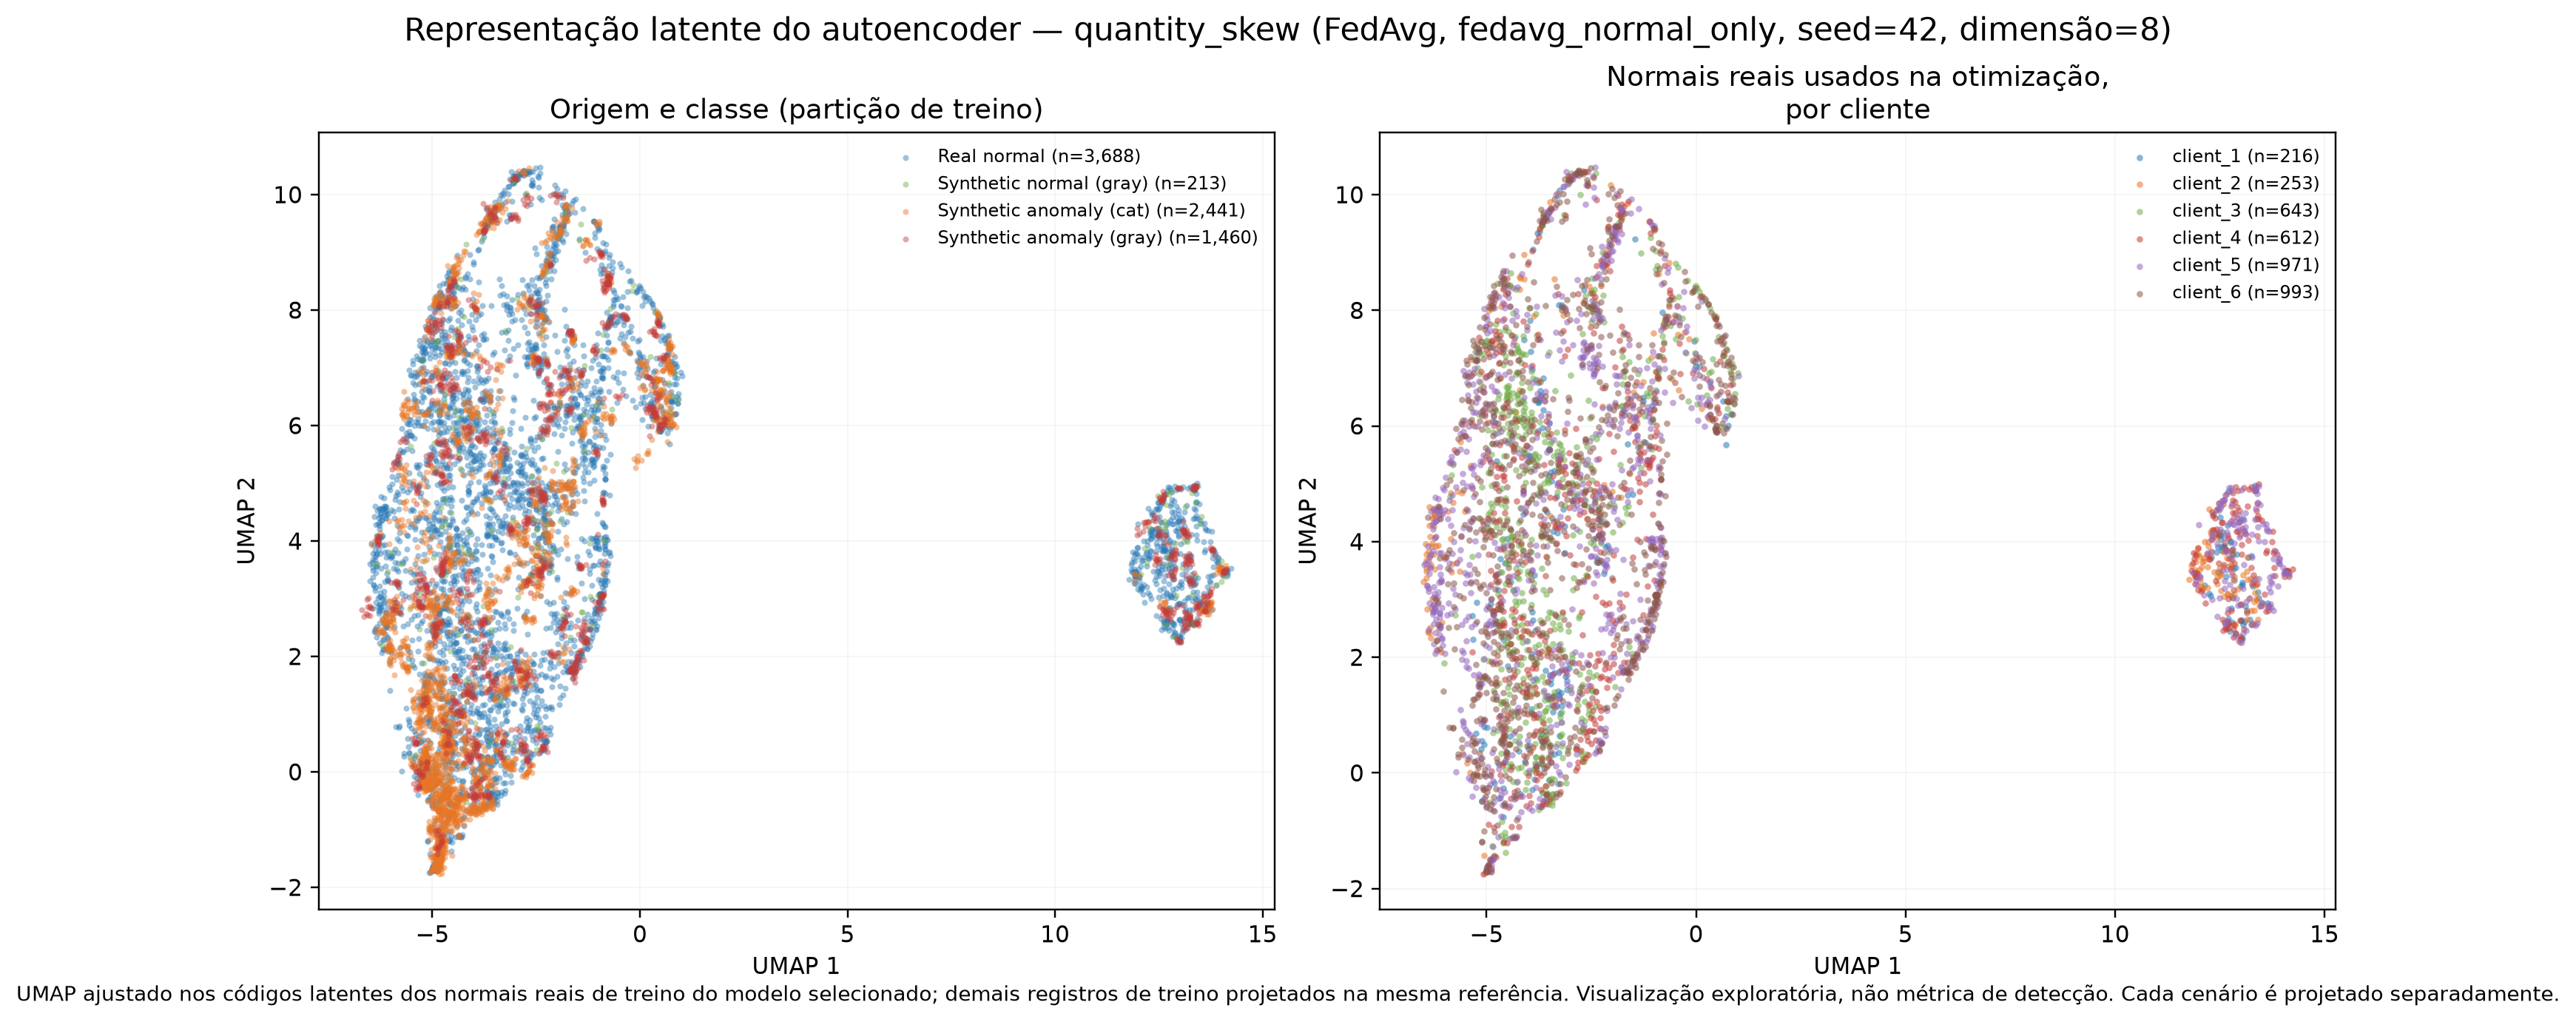 Representação latente do autoencoder — quantity_skew (FedAvg, fedavg_normal_only, seed=42, dimensão=8)
Origem e classe (partição de treino)
Real normal (n=3,688)
Synthetic normal (gray) (n=213)
Synthetic anomaly (cat) (n=2,441)
Synthetic anomaly (gray) (n=1,460)
10
8
6
4
2
0
−2
UMAP 2
−5
0
5
10
15
UMAP 1
Normais reais usados na otimização,
por cliente
client_1 (n=216)
client_2 (n=253)
client_3 (n=643)
client_4 (n=612)
client_5 (n=971)
client_6 (n=993)
10
8
6
4
2
0
−2
UMAP 2
−5
0
5
10
15
UMAP 1
UMAP ajustado nos códigos latentes dos normais reais de treino do modelo selecionado; demais registros de treino projetados na mesma referência. Visualização exploratória, não métrica de detecção. Cada cenário é projetado separadamente.